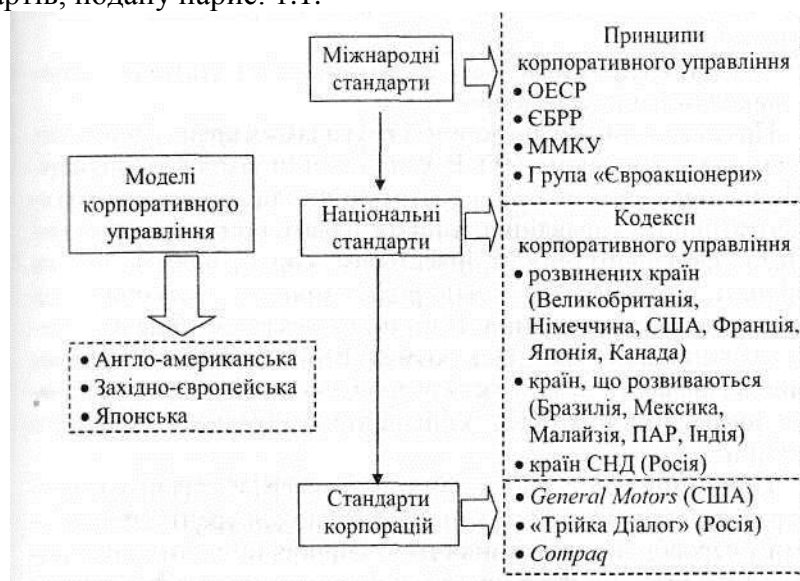 артів, подану нарис. 1.1.
Міжнародні
стандарти
Принципи
корпоративного управління
• ОЕСР
• ЄБРР
• ММКУ
• Група «Євроакціонери»
Моделі
корпоративного
управління
• Англо-американська
• Західно-європейська
• Японська
Національні
стандарти
Кодекси
корпоративного управління
• розвинених країн
(Великобританія,
Німеччина, США, Франція,
Японія, Канада)
• країн, що розвиваються
(Бразилія, Мексика,
Малайзія, ПАР, Індія)
• країн СНД (Росія)
Стандарти
корпорацій
• General Motors (США)
• «Трійка Діалог» (Росія)
• Compaq